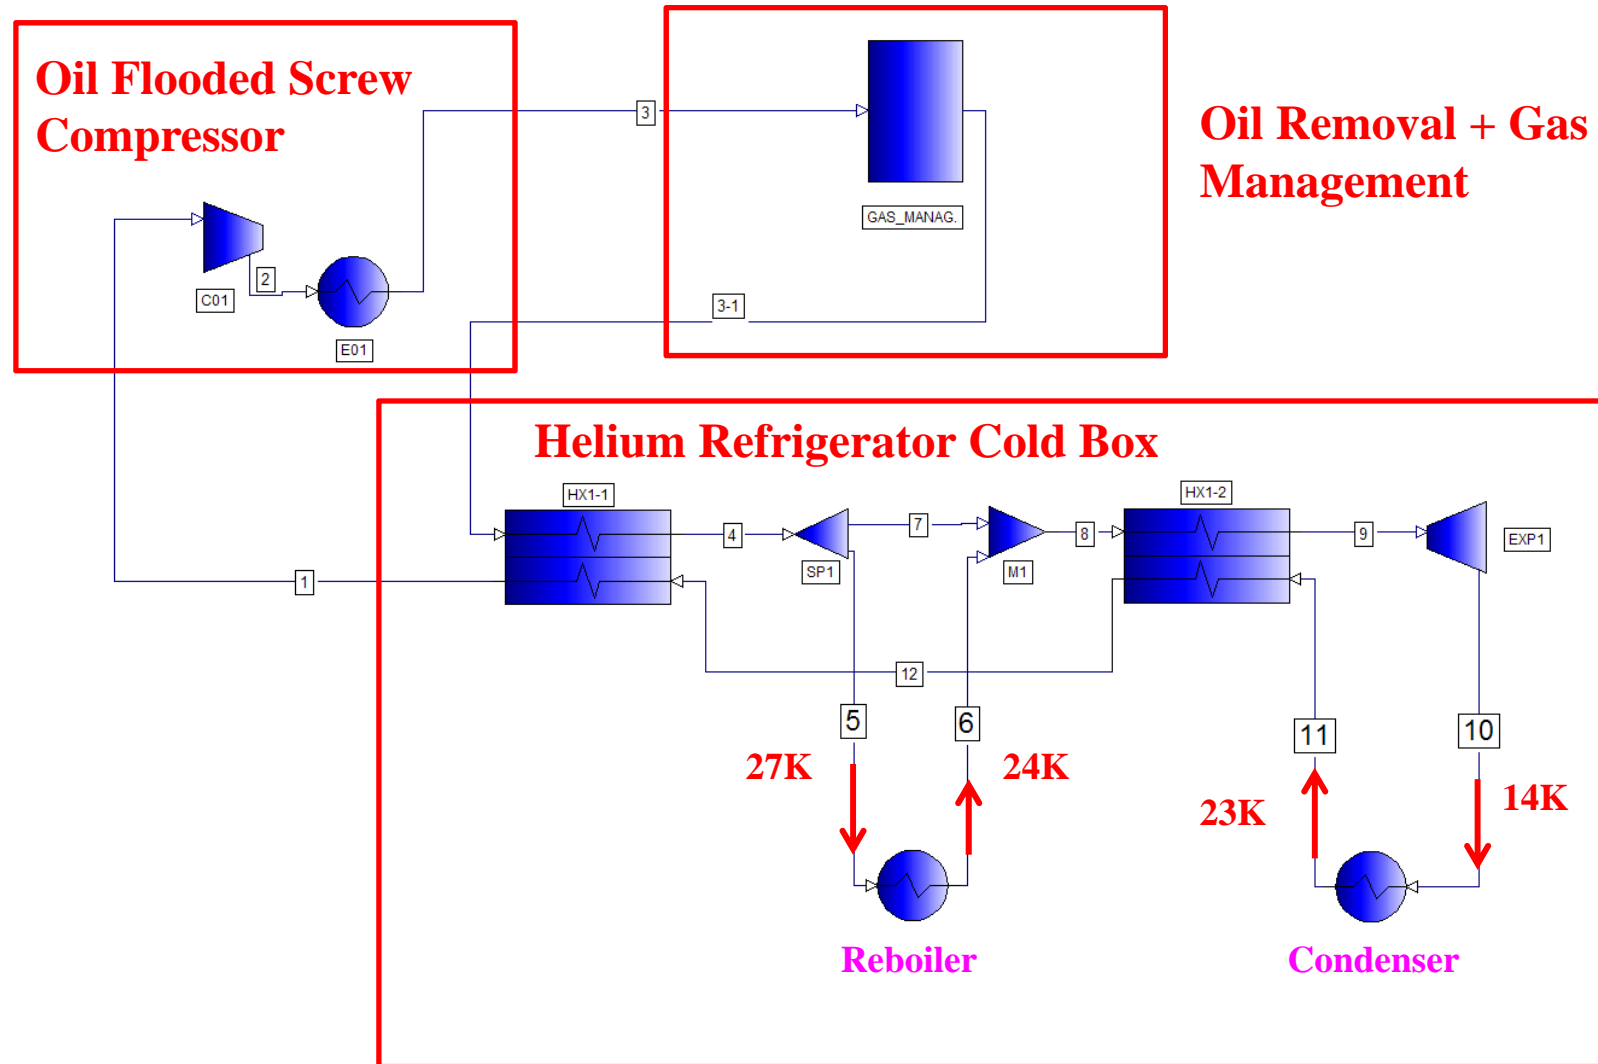 Oil Flooded Screw
Compressor
Oil Removal + Gas
Management
3
GAS_MANAG.
2
C01
E01
3-1
Helium Refrigerator Cold Box
HX1-1
HX1-2
4
7
8
9
EXP1
SP1
M1
1
12
5
6
11
10
27K
24K
23K
14K
Reboiler
Condenser